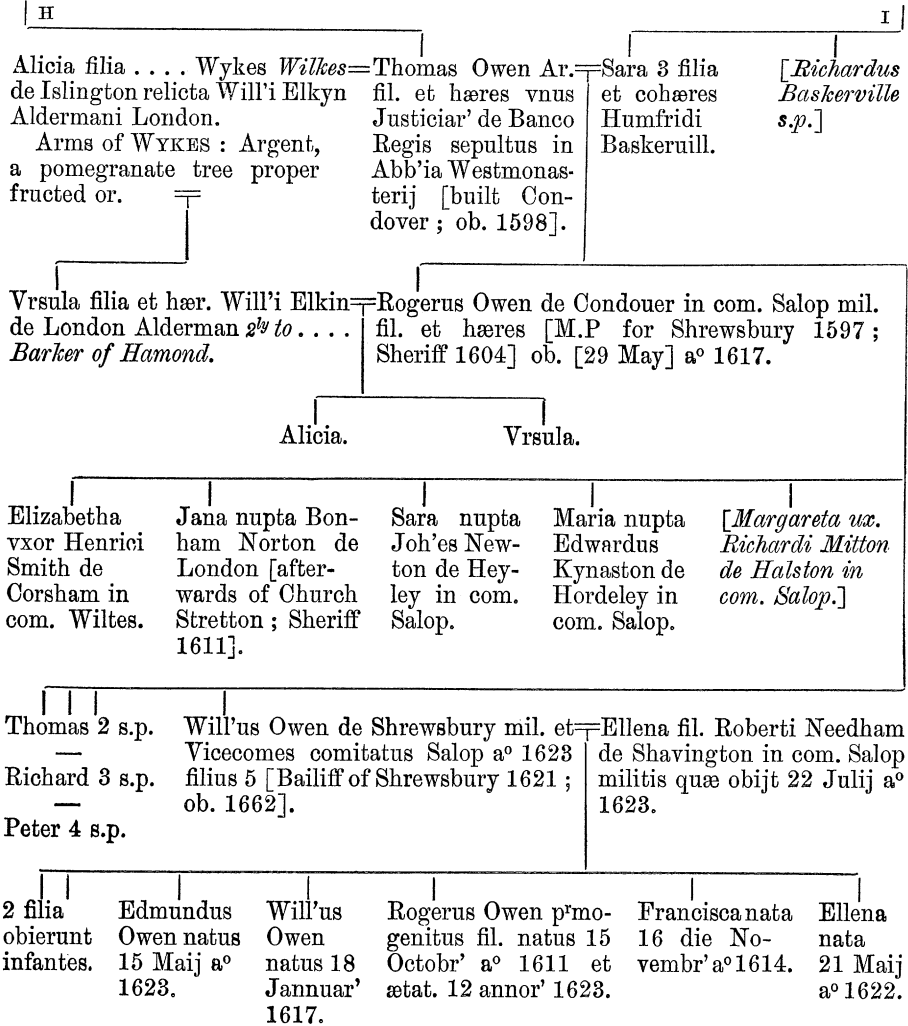 H
I
Alicia filia . . . . Wykes Wilkes=
de Islington relicta Will'i Elkyn
Aldermani London.
Arms of WYKES : Argent,
a pomegranate tree proper
fructed or.
Thomas Owen Ar.=
fil. et hæres vnus
Justiciar' de Banco
Regis sepultus in
Abb'ia Westmonas-
terij [built Con-
dover ; ob. 1598].
Sara 3 filia
et cohæres
Humfridi
Baskeruill.
[Richardus
Baskerville
s.p.]
Vrsula filia et hær. Will'i Elkin=
de London Alderman 2ly to . . . .
Barker of Hamond.
Rogerus Owen de Condouer in com. Salop mil.
fil. et hæres [M.P for Shrewsbury 1597 ;
Sheriff 1604] ob. [29 May] aº 1617.
Alicia.
Vrsula.
Elizabetha
vxor Henrici
Smith de
Corsham in
com. Wiltes.
Jana nupta Bon-
ham Norton de
London [after-
wards of Church
Stretton ; Sheriff
1611].
Sara nupta
Joh'es New-
ton de Hey-
ley in com.
Salop.
Maria nupta
Edwardus
Kynaston de
Hordeley in
com. Salop.
[Margareta ux.
Richardi Mitton
de Halston in
com. Salop.]
Thomas 2 s.p.
—
Richard 3 s.p.
—
Peter 4 s.p.
Will'us Owen de Shrewsbury mil. et=
Vicecomes comitatus Salop aº 1623
filius 5 [Bailiff of Shrewsbury 1621 ;
ob. 1662].
Ellena fil. Roberti Needham
de Shavington in com. Salop
militis quæ obijt 22 Julij aº
1623.
2 filia
obierunt
infantes.
Edmundus
Owen natus
15 Maij aº
1623.
Will'us
Owen
natus 18
Jannuar'
1617.
Rogerus Owen pʳmo-
genitus fil. natus 15
Octobr' aº 1611 et
ætat. 12 annor' 1623.
Francisca nata
16 die No-
vembr' aº 1614.
Ellena
nata
21 Maij
aº 1622.